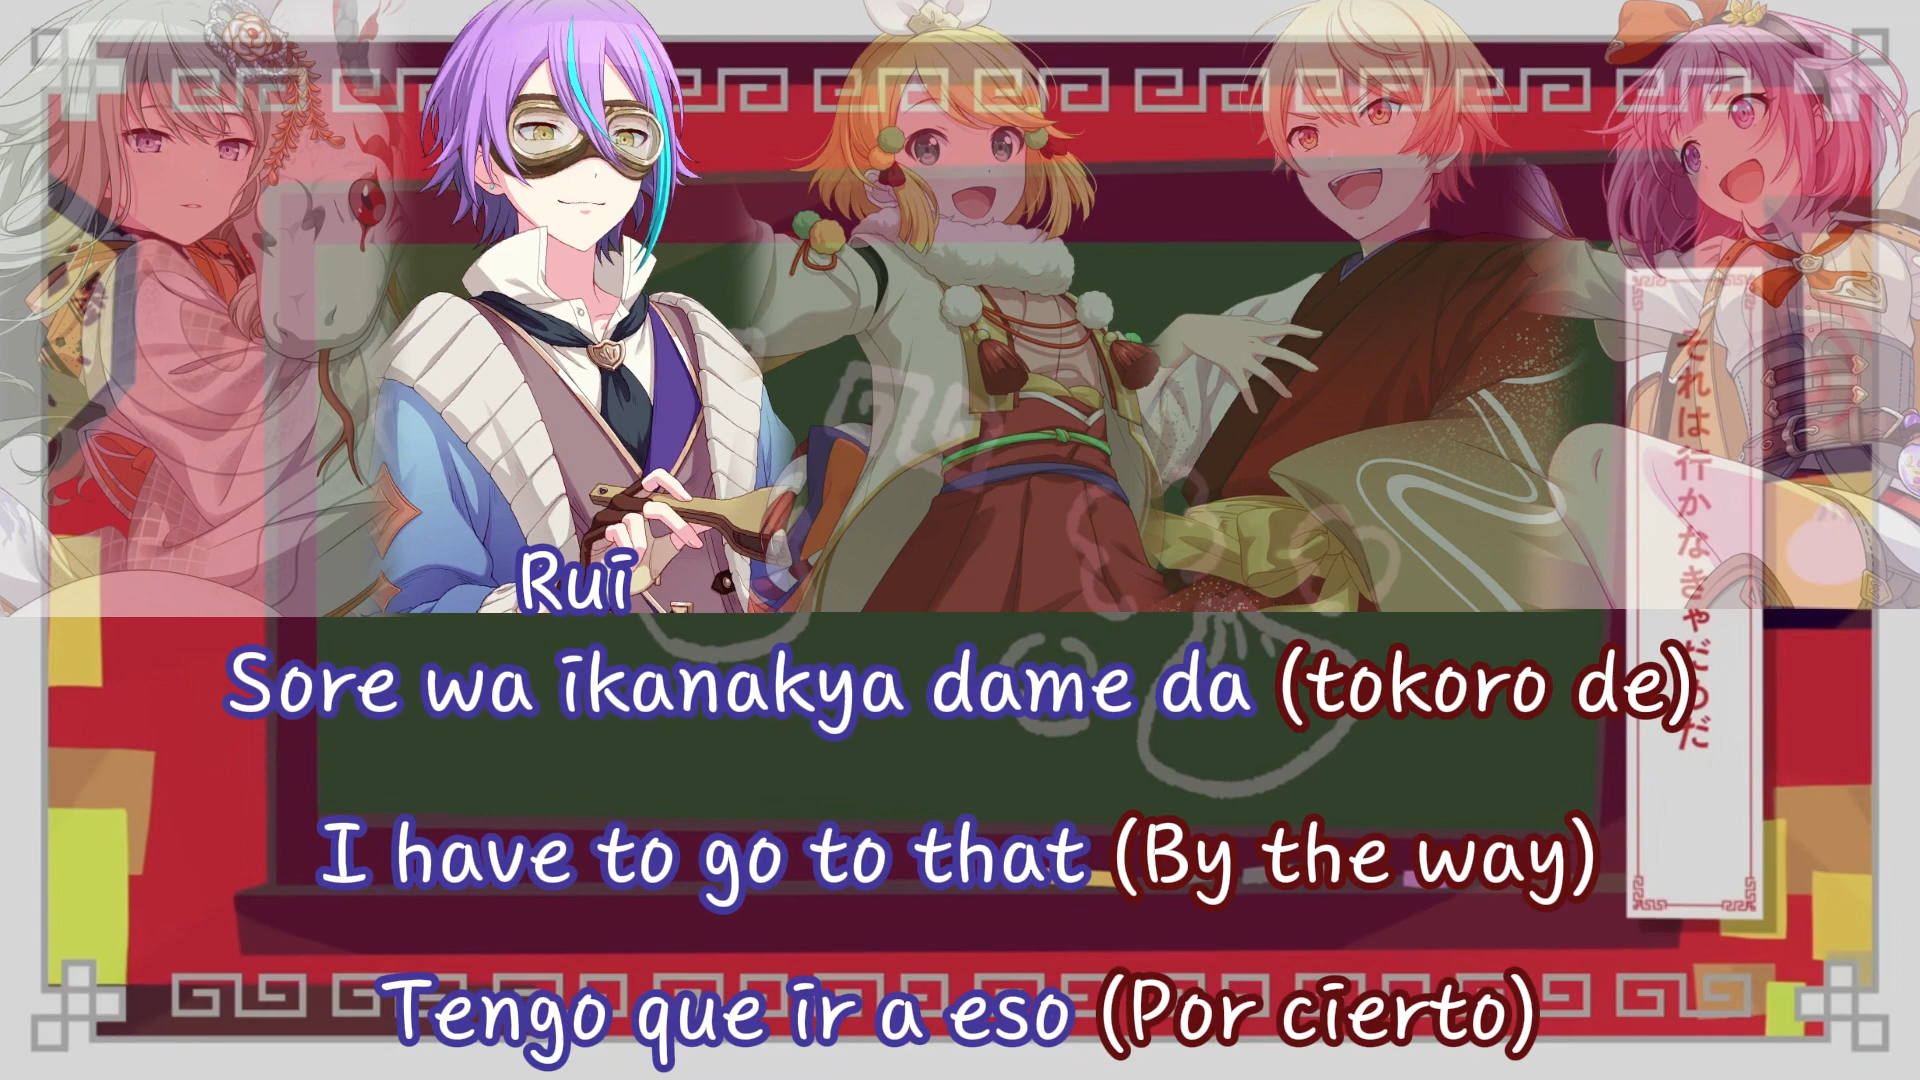 Rui
Sore wa ikanakya dame da (tokoro de)
I have to go to that (By the way)
Tengo que ir a eso (Por cierto)
それは行かなきゃだめだ